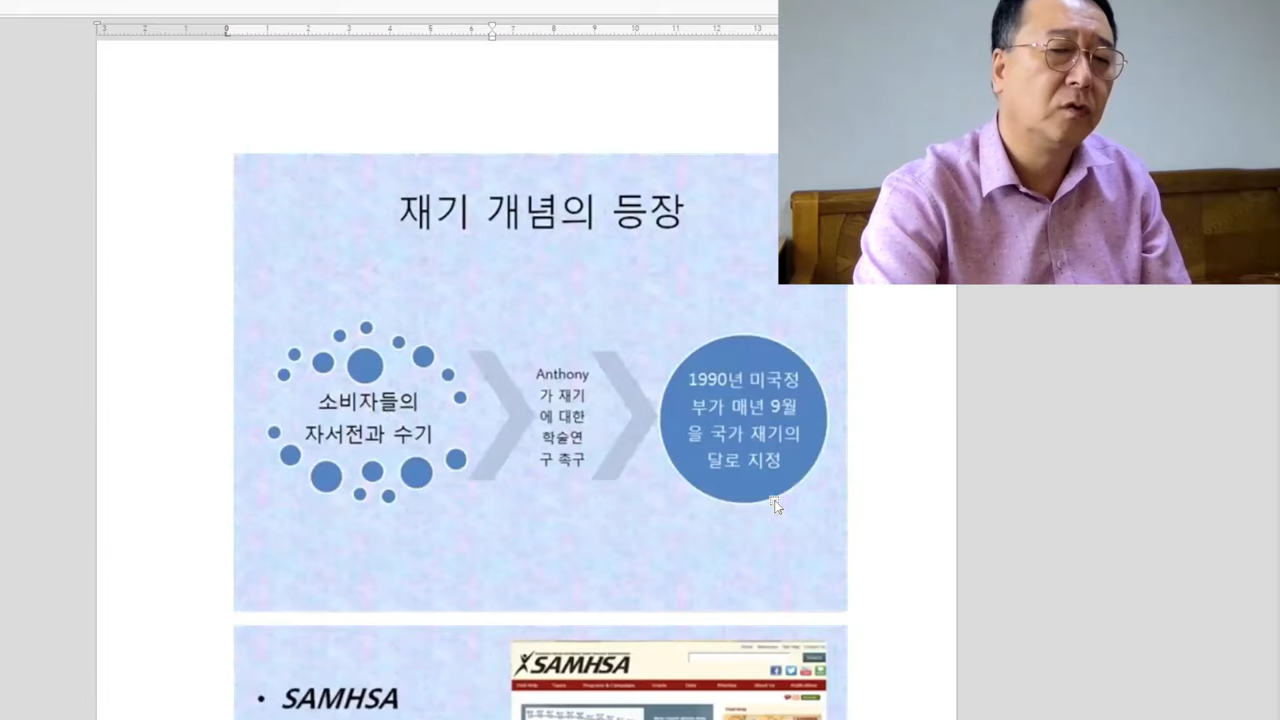 재기 개념의 등장
소비자들의
자서전과 수기
Anthony
가 재기
에 대한
학술연
구 촉구
1990년 미국정
부가 매년 9월
을 국가 재기의
달로 지정
• SAMHSA
SAMHSA